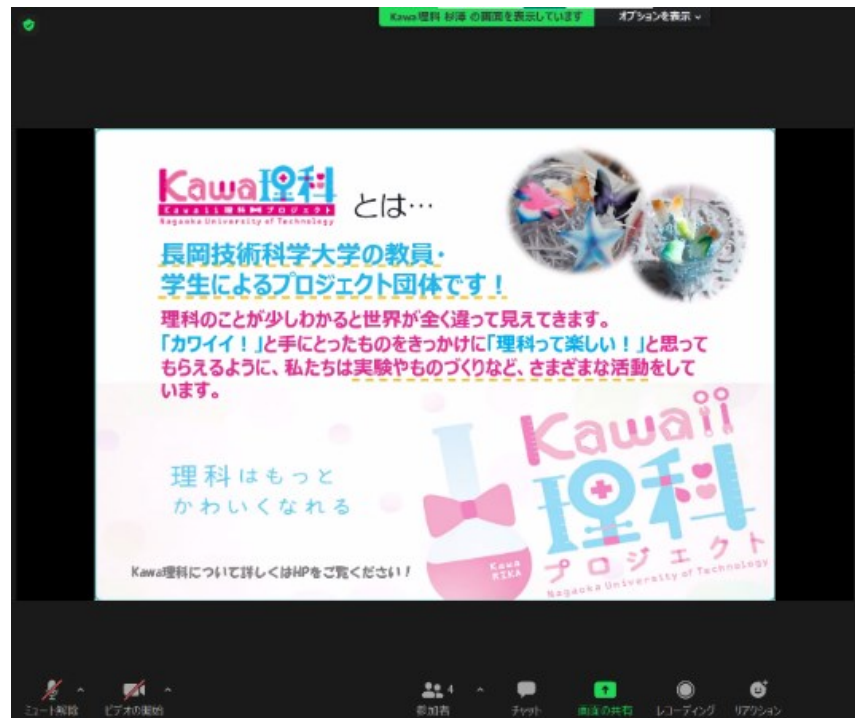 Kawa理科 杉澤 の画面を表示しています オプションを表示
Kawa理科 とは…
Kawaii理科プロジェクト
Nagaoka University of Technology
長岡技術科学大学の教員・
学生によるプロジェクト団体です!
理科のことが少しわかると世界が全く違って見えてきます。
「カワイイ!」と手にとったものをきっかけに「理科って楽しい!」と思って
もらえるように、私たちは実験やものづくりなど、さまざまな活動をして
います。
理科はもっと
かわいくなれる
Kawaii
理科
プロジェクト
Nagaoka University of Technology
Kawa
RIKA
Kawa理科について詳しくはHPをご覧ください!
ミュート解除 ビデオの開始 4 参加者 チャット 画面の共有 レコーディング リアクション